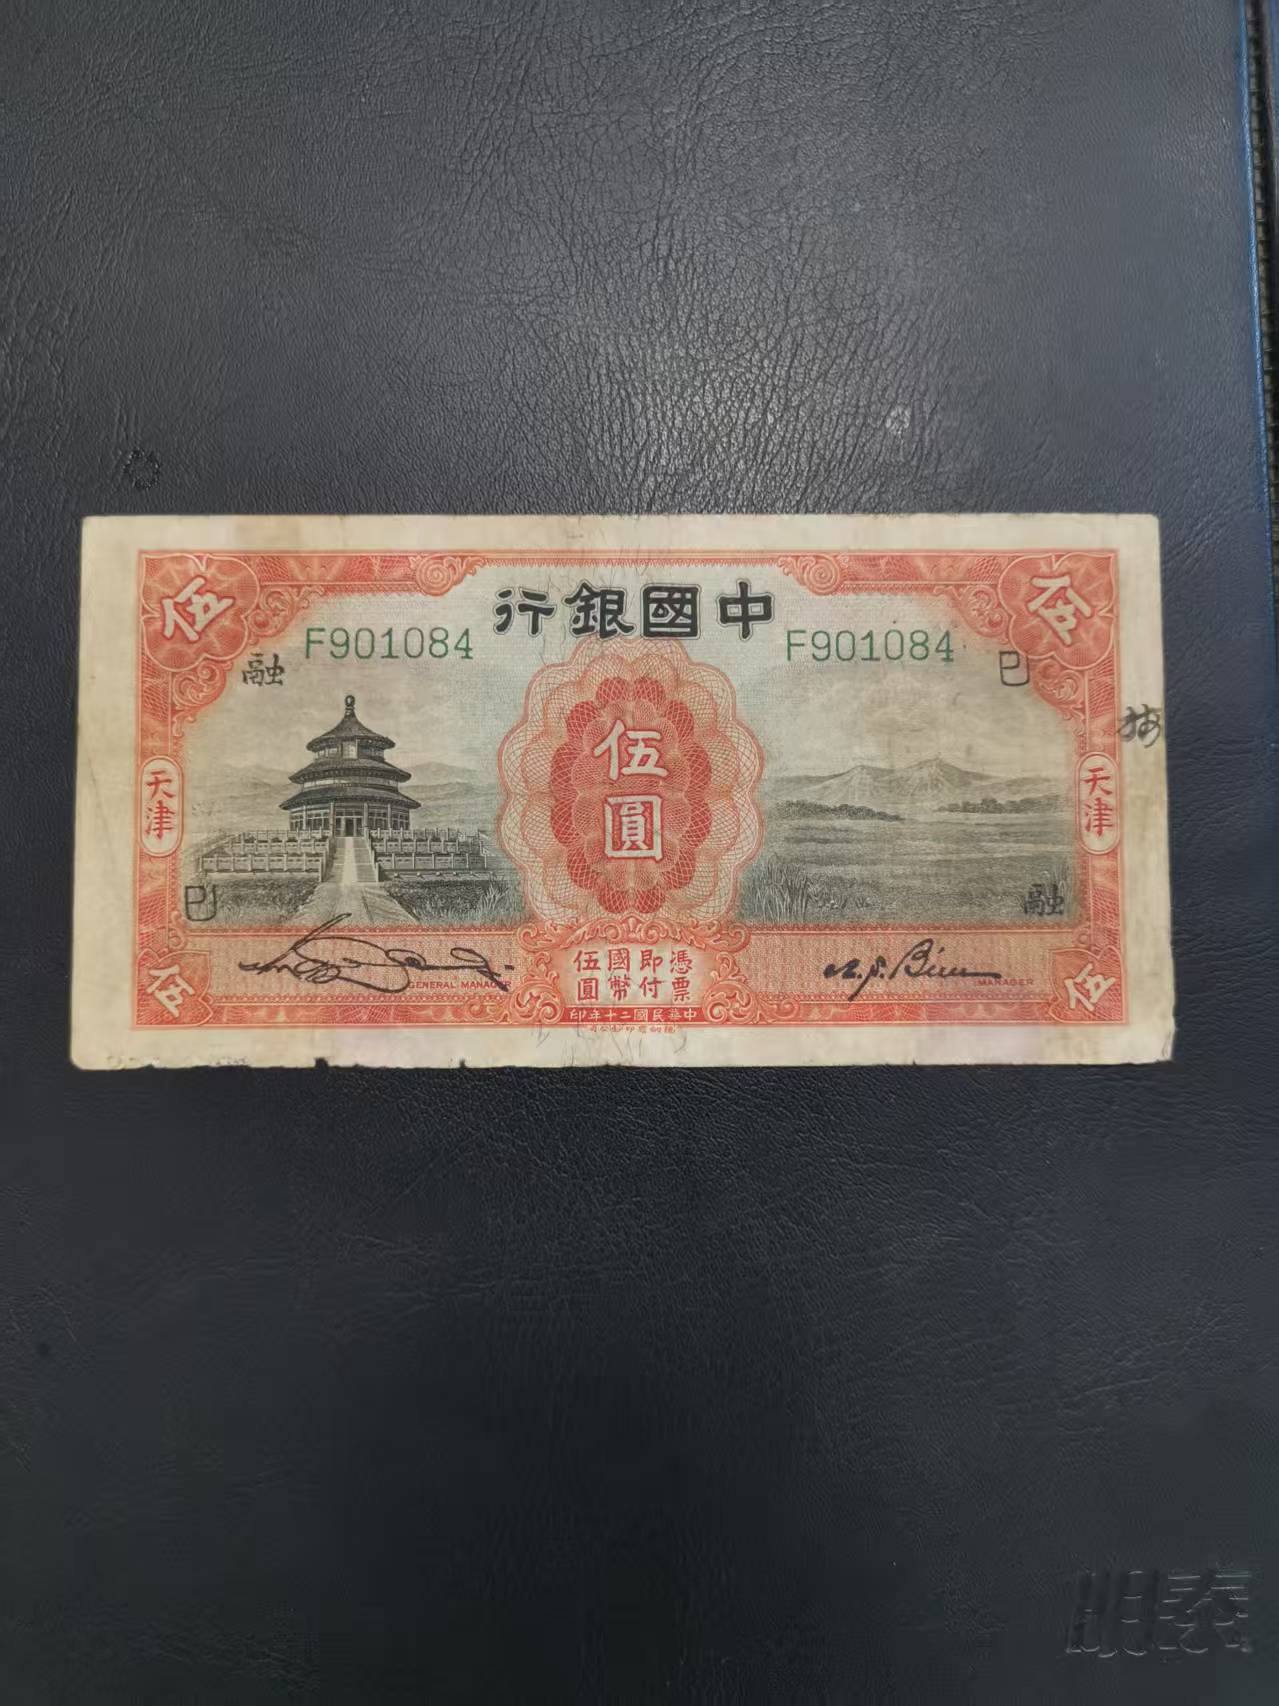 中國銀行
伍
伍
F901084
F901084
融
巳
伍圓
天津
天津
巳
融
憑票
即付
國幣
伍圓
GENERAL MANAGER
MANAGER
伍
伍
中華民國二十年印
明泰